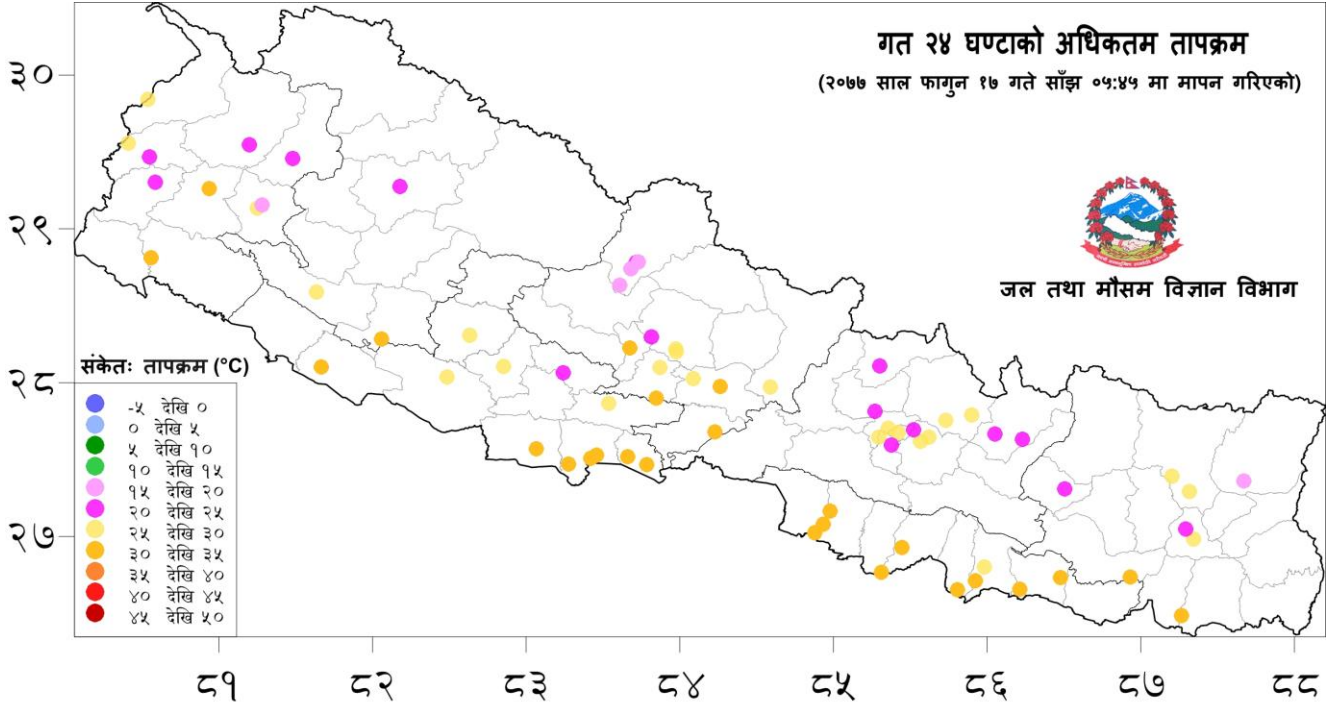 गत २४ घण्टाको अधिकतम तापक्रम
(२०७७ साल फागुन १७ गते साँझ ०५:४५ मा मापन गरिएको)
जल तथा मौसम विज्ञान विभाग
३०
२९
२८
२७
संकेतः तापक्रम (°C)
-५ देखि ०
० देखि ५
५ देखि १०
१० देखि १५
१५ देखि २०
२० देखि २५
२५ देखि ३०
३० देखि ३५
३५ देखि ४०
४० देखि ४५
४५ देखि ५०
८१ ८२ ८३ ८४ ८५ ८६ ८७ ८८